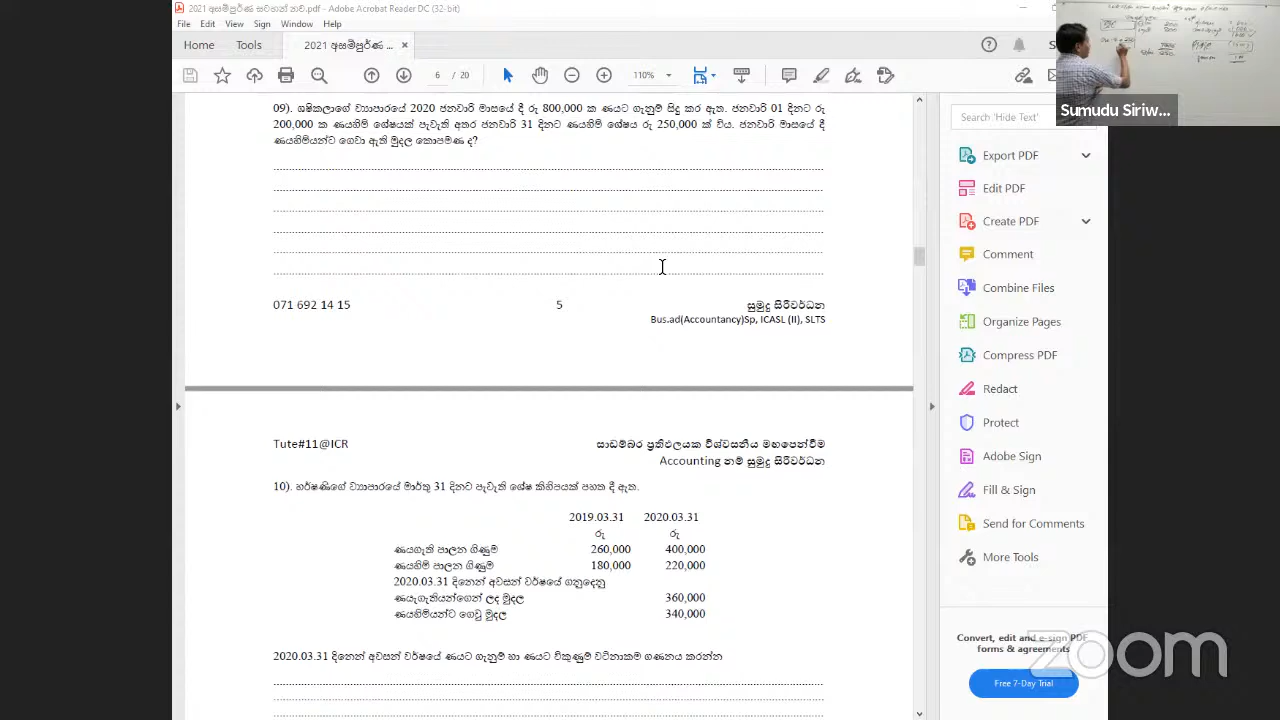 2021 අසම්පූර්ණ සටහන් නාව.pdf - Adobe Acrobat Reader DC (32-bit)
File Edit View Sign Window Help
Home Tools 2021 අසම්පූර්ණ ... ×
6 / 20 110%
09). ශෂිකලාගේ ව්‍යාපාරය 2020 ජනවාරි මාසයේ දී රු 800,000 ක ණයට ගැනුම් සිදු කර ඇත. ජනවාරි 01 දිනට රු
200,000 ක ණයහිමි ශේෂයක් පැවති අතර ජනවාරි 31 දිනට ණයහිමි ශේෂය රු 250,000 ක් විය. ජනවාරි මාසයේ දී
ණයහිමියන්ට ගෙවා ඇති මුදල කොපමණ ද?
071 692 14 15 5 සුමුදු සිරිවර්ධන
Bus.ad(Accountancy)Sp, ICASL (II), SLTS
Tute#11@ICR සාඩම්බර ප්‍රතිඵලයක විශ්වසනීය මහපෙන්වීම
Accounting නම් සුමුදු සිරිවර්ධන
10). හර්ෂණිගේ ව්‍යාපාරයේ මාර්තු 31 දිනට පැවැති ශේෂ කිහිපයක් පහත දී ඇත.
2019.03.31 2020.03.31
රු රු
ණයගැති පාලන ගිණුම 260,000 400,000
ණයහිමි පාලන ගිණුම 180,000 220,000
2020.03.31 දිනෙන් අවසන් වර්ෂයේ ගනුදෙනු
ණයගැතියන්ගෙන් ලද මුදල 360,000
ණයහිමියන්ට ගෙවූ මුදල 340,000
2020.03.31 දිනෙන් අවසන් වර්ෂයේ ණයට ගැනුම් හා ණයට විකුණුම් වටිනාකම් ගණනය කරන්න
Sumudu Siriw...
Search 'Hide Text'
Export PDF
Edit PDF
Create PDF
Comment
Combine Files
Organize Pages
Compress PDF
Redact
Protect
Adobe Sign
Fill & Sign
Send for Comments
More Tools
Convert, edit and e-sign PDF
forms & agreements
Free 7-Day Trial
zoom